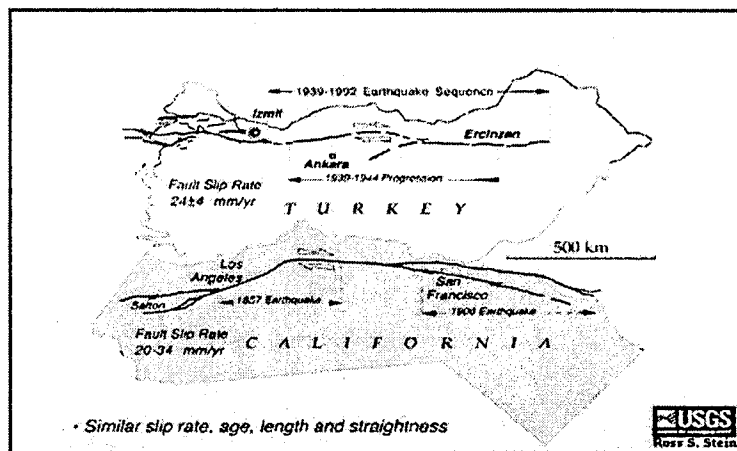 1939-1992 Earthquake Sequence
Izmit
Ercinzan
Ankara
1939-1944 Progression
Fault Slip Rate
24±4 mm/yr
T U R K E Y
500 km
Los
Angeles
San
Francisco
Salton
1857 Earthquake
1906 Earthquake
Fault Slip Rate
20-34 mm/yr
C A L I F O R N I A
• Similar slip rate, age, length and straightness
USGS
Ross S. Stein